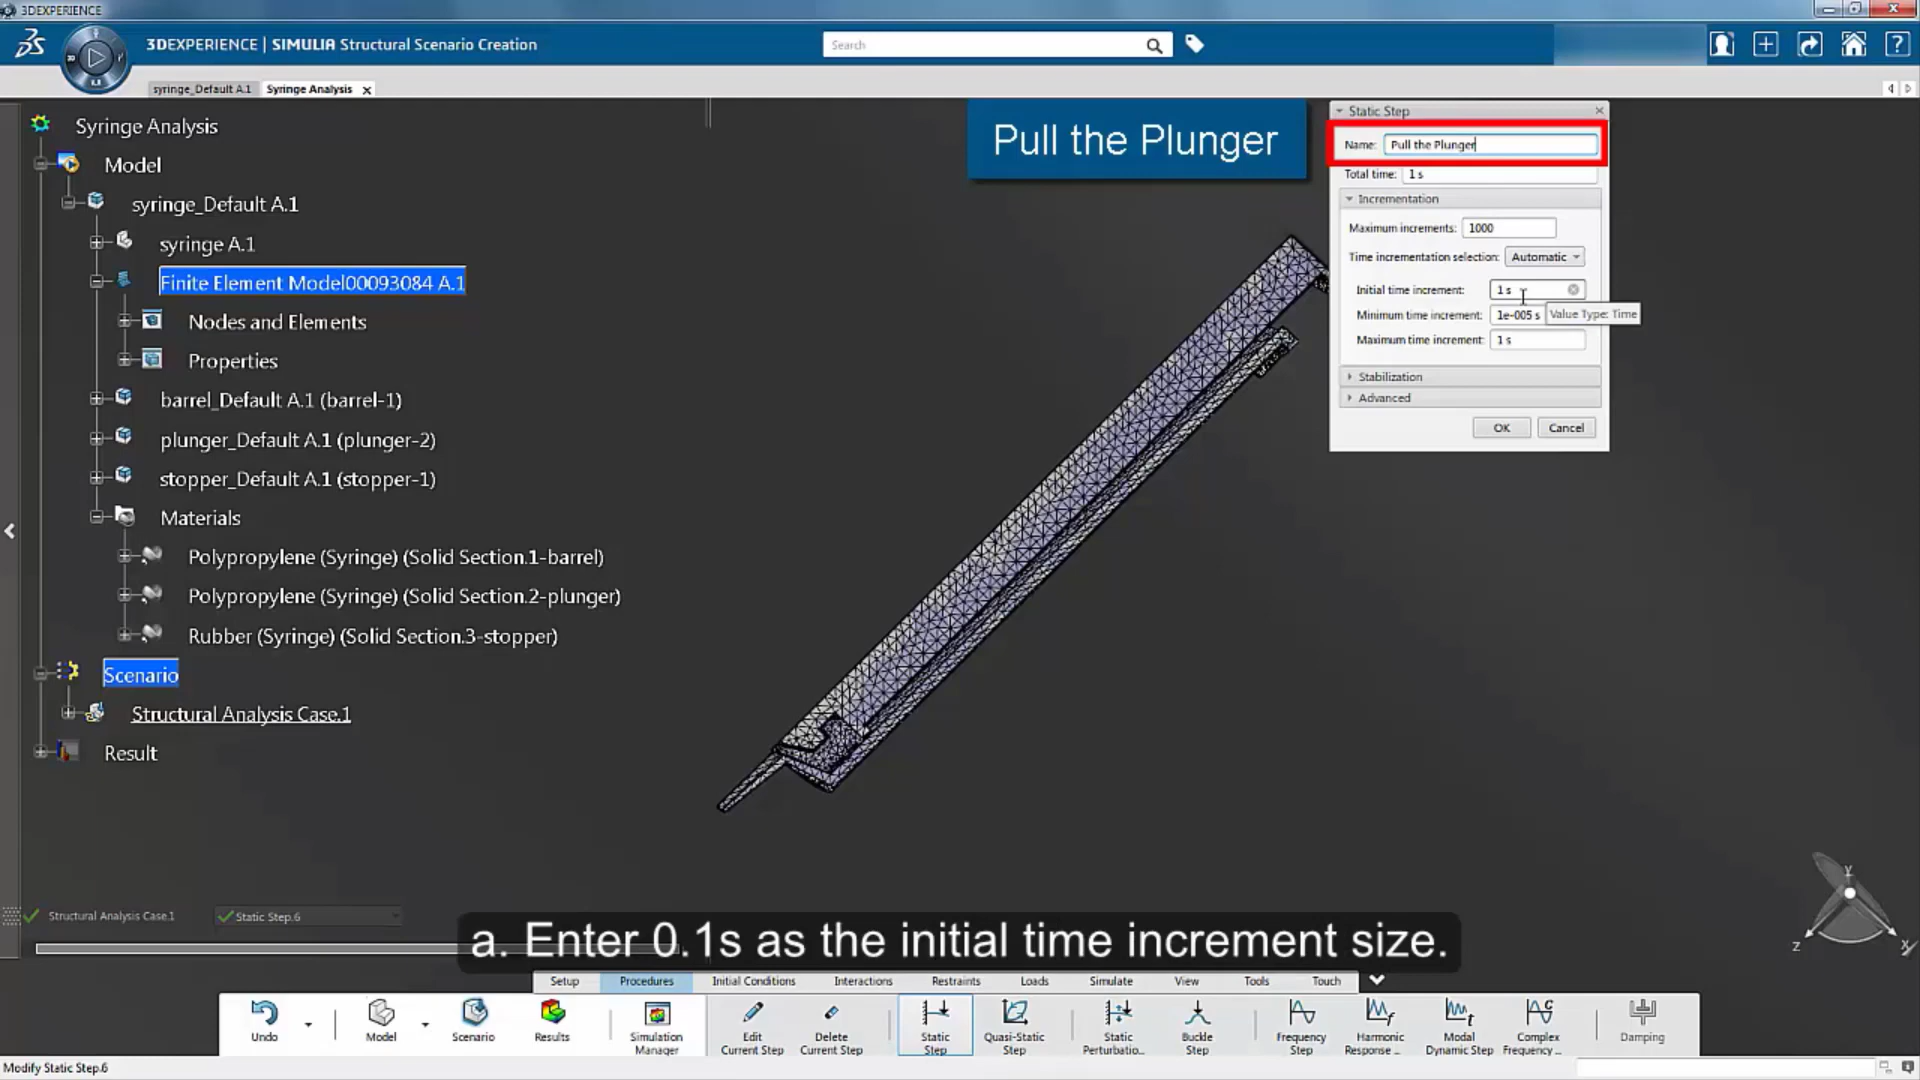 3DEXPERIENCE
3DEXPERIENCE | SIMULIA Structural Scenario Creation
Search
syringe_Default A.1
Syringe Analysis
Syringe Analysis
Model
syringe_Default A.1
syringe A.1
Finite Element Model00093084 A.1
Nodes and Elements
Properties
barrel_Default A.1 (barrel-1)
plunger_Default A.1 (plunger-2)
stopper_Default A.1 (stopper-1)
Materials
Polypropylene (Syringe) (Solid Section.1-barrel)
Polypropylene (Syringe) (Solid Section.2-plunger)
Rubber (Syringe) (Solid Section.3-stopper)
Scenario
Structural Analysis Case.1
Result
Pull the Plunger
Static Step
Name: Pull the Plunger
Total time: 1 s
Incrementation
Maximum increments: 1000
Time incrementation selection: Automatic
Initial time increment: 1 s
Minimum time increment: 1e-005 s
Value Type: Time
Maximum time increment: 1 s
Stabilization
Advanced
OK Cancel
y
z
x
Structural Analysis Case.1
Static Step.6
a. Enter 0.1s as the initial time increment size.
Setup Procedures Initial Conditions Interactions Restraints Loads Simulate View Tools Touch
Undo
Model
Scenario
Results
Simulation Manager
Edit Current Step
Delete Current Step
Static Step
Quasi-Static Step
Static Perturbatio...
Buckle Step
Frequency Step
Harmonic Response ...
Modal Dynamic Step
Complex Frequency ...
Damping
Modify Static Step.6